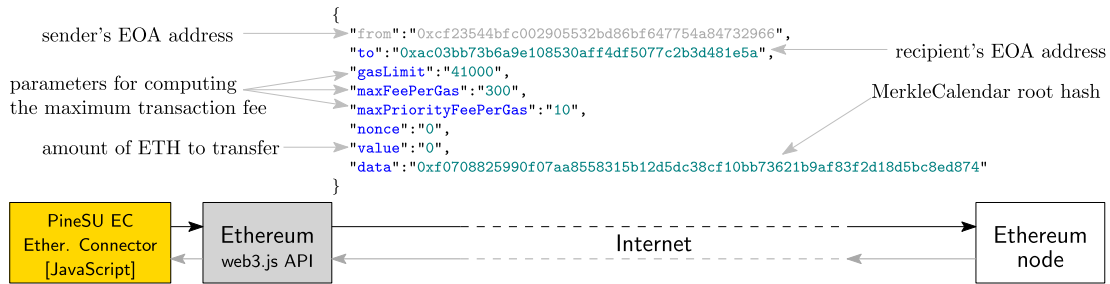 {
sender's EOA address
"from":"0xcf23544bfc002905532bd86bf647754a84732966",
"to":"0xac03bb73b6a9e108530aff4df5077c2b3d481e5a",
recipient's EOA address
"gasLimit":"41000",
parameters for computing
the maximum transaction fee
"maxFeePerGas":"300",
MerkleCalendar root hash
"maxPriorityFeePerGas":"10",
"nonce":"0",
amount of ETH to transfer
"value":"0",
"data":"0xf0708825990f07aa8558315b12d5dc38cf10bb73621b9af83f2d18d5bc8ed874"
}
PineSU EC
Ether. Connector
[JavaScript]
Ethereum
web3.js API
Internet
Ethereum
node